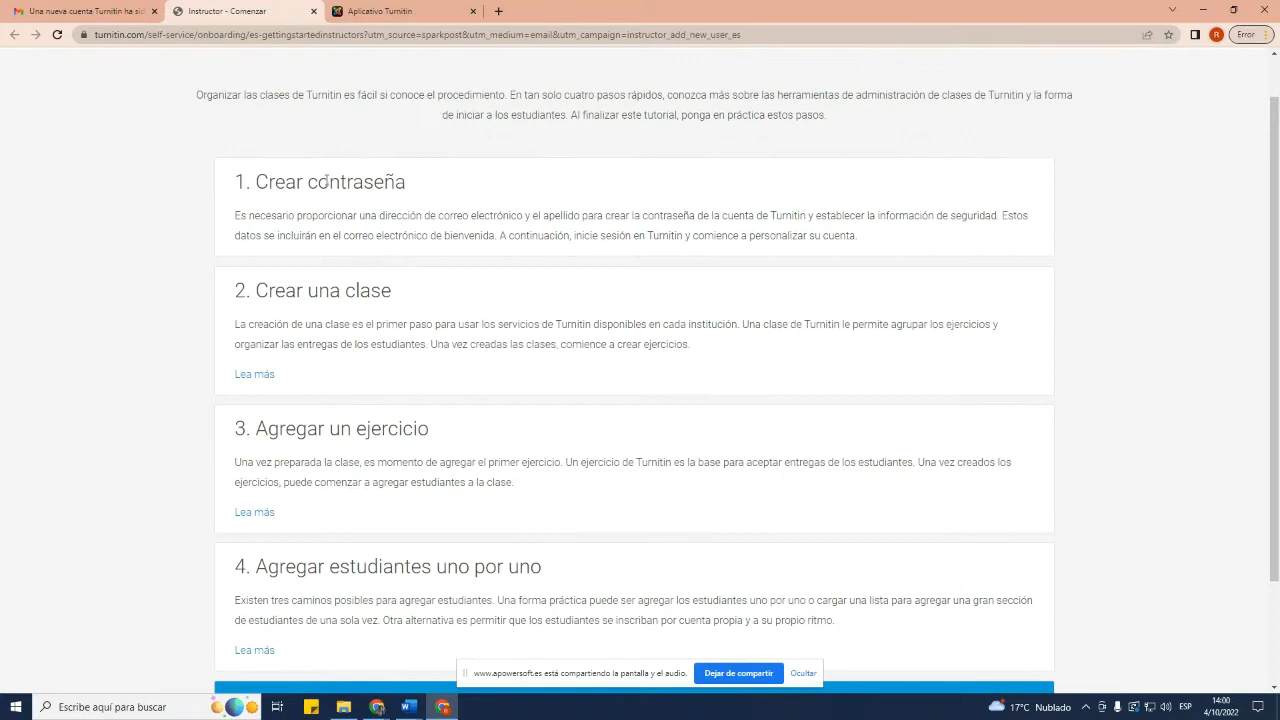 Una nueva cuenta Turnitin ha sid
Instructor - Comenzar
Aplicativo Turnitin
turnitin.com/self-service/onboarding/es-gettingstartedinstructors?utm_source=sparkpost&utm_medium=email&utm_campaign=instructor_add_new_user_es
R
Error
Organizar las clases de Turnitin es fácil si conoce el procedimiento. En tan solo cuatro pasos rápidos, conozca más sobre las herramientas de administración de clases de Turnitin y la forma
de iniciar a los estudiantes. Al finalizar este tutorial, ponga en práctica estos pasos.
1. Crear contraseña
Es necesario proporcionar una dirección de correo electrónico y el apellido para crear la contraseña de la cuenta de Turnitin y establecer la información de seguridad. Estos
datos se incluirán en el correo electrónico de bienvenida. A continuación, inicie sesión en Turnitin y comience a personalizar su cuenta.
2. Crear una clase
La creación de una clase es el primer paso para usar los servicios de Turnitin disponibles en cada institución. Una clase de Turnitin le permite agrupar los ejercicios y
organizar las entregas de los estudiantes. Una vez creadas las clases, comience a crear ejercicios.
Lea más
3. Agregar un ejercicio
Una vez preparada la clase, es momento de agregar el primer ejercicio. Un ejercicio de Turnitin es la base para aceptar entregas de los estudiantes. Una vez creados los
ejercicios, puede comenzar a agregar estudiantes a la clase.
Lea más
4. Agregar estudiantes uno por uno
Existen tres caminos posibles para agregar estudiantes. Una forma práctica puede ser agregar los estudiantes uno por uno o cargar una lista para agregar una gran sección
de estudiantes de una sola vez. Otra alternativa es permitir que los estudiantes se inscriban por cuenta propia y a su propio ritmo.
Lea más
www.apowersoft.es está compartiendo la pantalla y el audio.
Dejar de compartir
Ocultar
Escribe aquí para buscar
17°C Nublado
ESP
14:00
4/10/2022